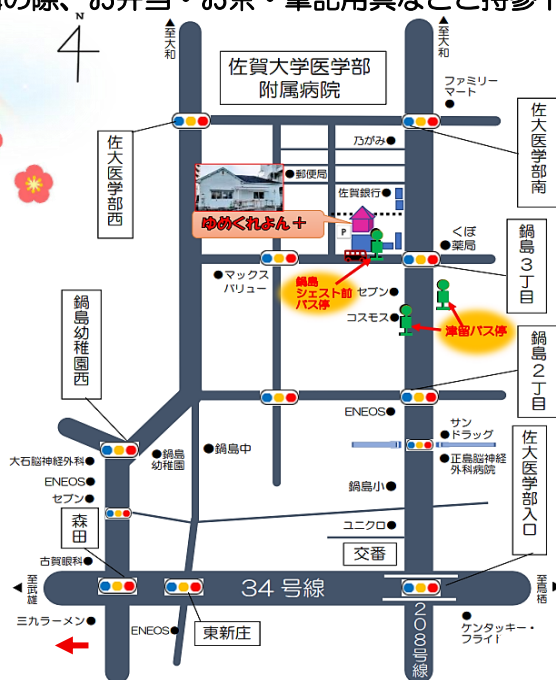 の際、お弁当・お茶・筆記用具などご持参
N
至大和
至大和
佐賀大学医学部
附属病院
ファミリー
マート
佐大医学部西
佐大医学部南
乃がみ
郵便局
佐賀銀行
ゆめくれよん+
P
くぼ
薬局
鍋島3丁目
マックス
バリュー
鍋島
シェスト前
バス停
セブン
コスモス
津留バス停
鍋島幼稚園西
鍋島2丁目
ENEOS
サン
ドラッグ
正島脳神経
外科病院
大石脳神経外科
鍋島
幼稚園
鍋島中
ENEOS
セブン
鍋島小
佐大医学部入口
森田
ユニクロ
交番
古賀眼科
至武雄
34号線
至鳥栖
三九ラーメン
ENEOS
東新庄
208号線
ケンタッキー・
フライド